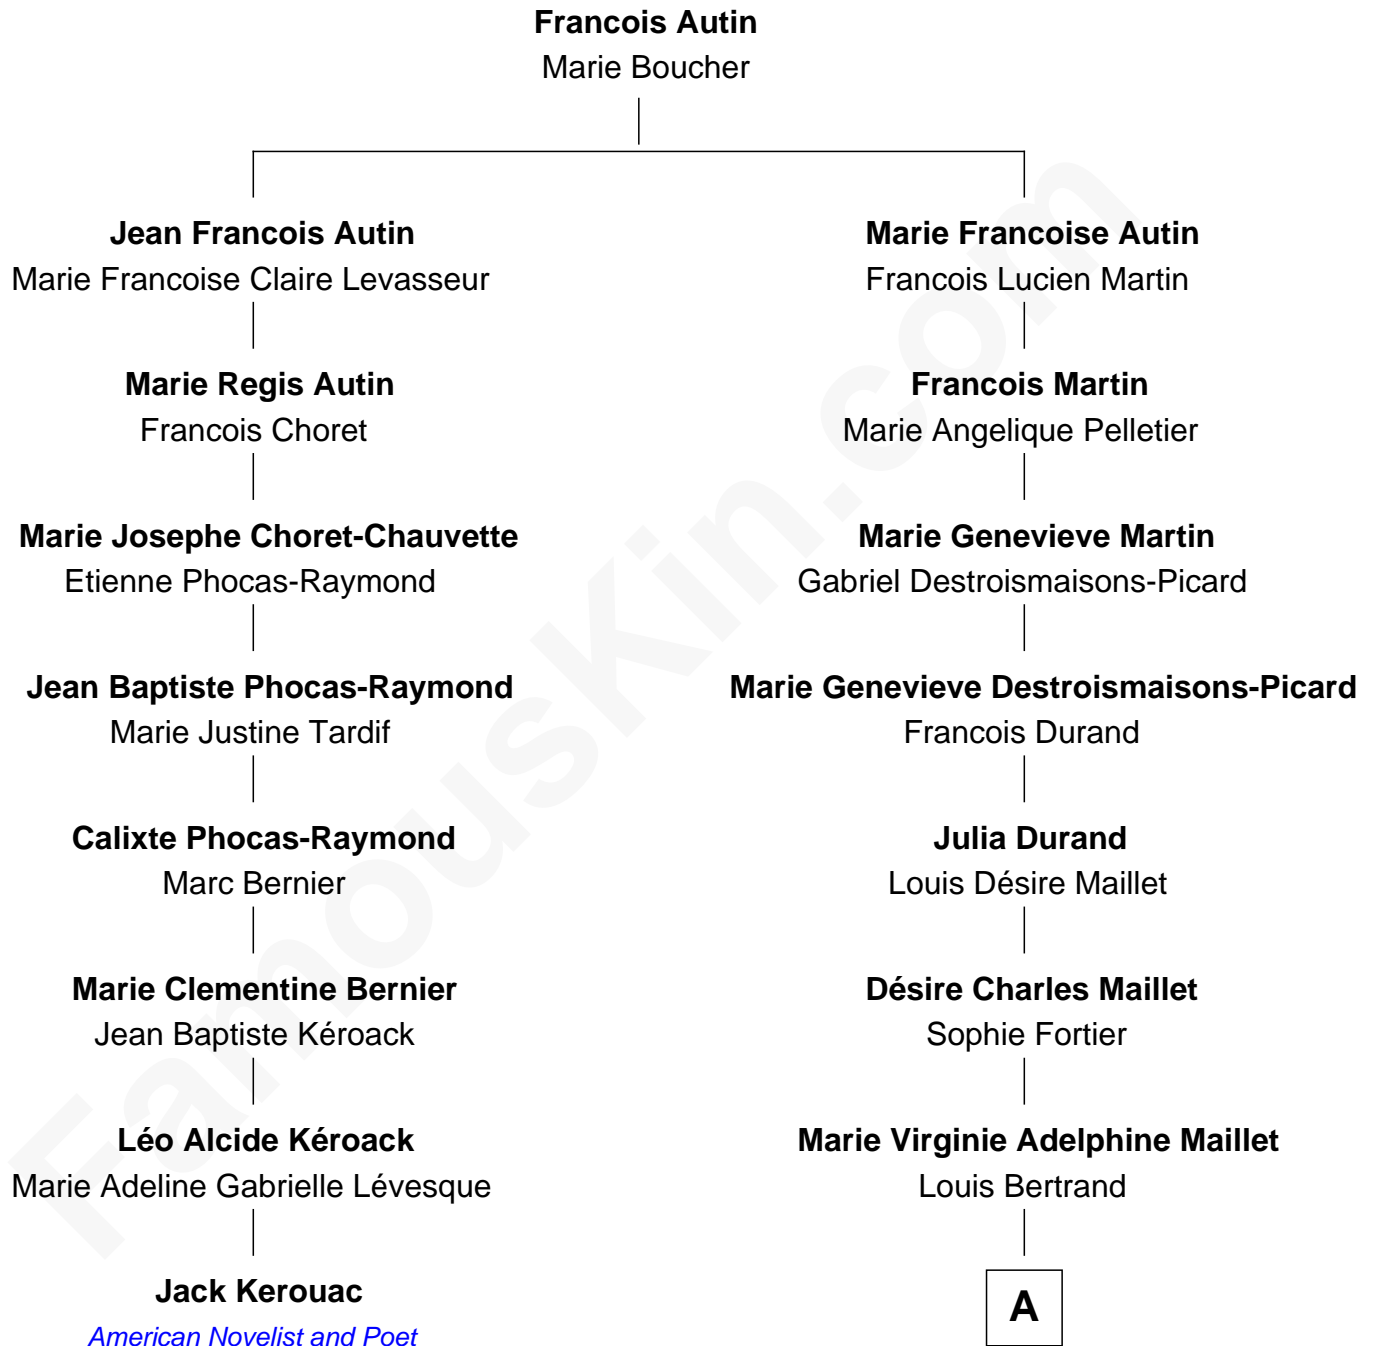 Francois Autin
Marie Boucher
Jean Francois Autin
Marie Francoise Claire Levasseur
Marie Francoise Autin
Francois Lucien Martin
Marie Regis Autin
Francois Choret
Francois Martin
Marie Angelique Pelletier
Marie Josephe Choret-Chauvette
Etienne Phocas-Raymond
Marie Genevieve Martin
Gabriel Destroismaisons-Picard
Jean Baptiste Phocas-Raymond
Marie Justine Tardif
Marie Genevieve Destroismaisons-Picard
Francois Durand
Calixte Phocas-Raymond
Marc Bernier
Julia Durand
Louis Désire Maillet
Marie Clementine Bernier
Jean Baptiste Kéroack
Désire Charles Maillet
Sophie Fortier
Léo Alcide Kéroack
Marie Adeline Gabrielle Lévesque
Marie Virginie Adelphine Maillet
Louis Bertrand
Jack Kerouac
American Novelist and Poet
A
FamousKin.com